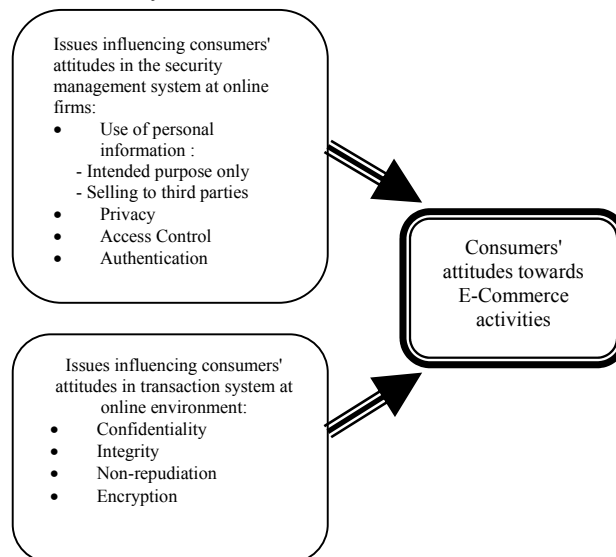 Issues influencing consumers'
attitudes in the security
management system at online
firms:
• Use of personal
information :
- Intended purpose only
- Selling to third parties
• Privacy
• Access Control
• Authentication
Consumers'
attitudes towards
E-Commerce
activities
Issues influencing consumers'
attitudes in transaction system at
online environment:
• Confidentiality
• Integrity
• Non-repudiation
• Encryption